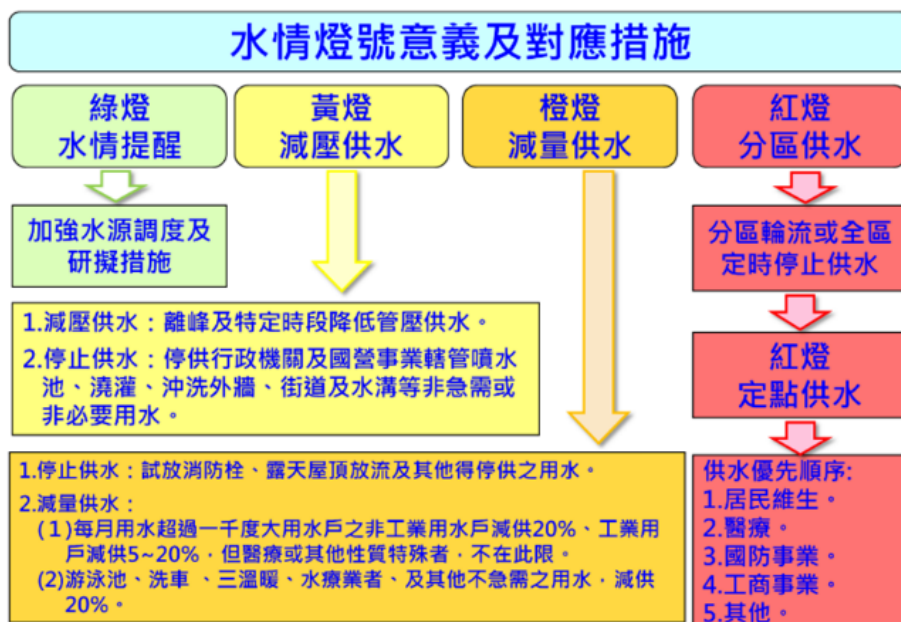 水情燈號意義及對應措施
綠燈
水情提醒
黃燈
減壓供水
橙燈
減量供水
紅燈
分區供水
加強水源調度及
研擬措施
分區輪流或全區
定時停止供水
1.減壓供水：離峰及特定時段降低管壓供水。
2.停止供水：停供行政機關及國營事業轄管噴水
池、澆灌、沖洗外牆、街道及水溝等非急需或
非必要用水。
紅燈
定點供水
1.停止供水：試放消防栓、露天屋頂放流及其他得停供之用水。
2.減量供水：
(１)每月用水超過一千度大用水戶之非工業用水戶減供20%、工業用
戶減供5~20%，但醫療或其他性質特殊者，不在此限。
(2)游泳池、洗車 、三溫暖、水療業者、及其他不急需之用水，減供
20%。
供水優先順序:
1.居民維生。
2.醫療。
3.國防事業。
4.工商事業。
5.其他。